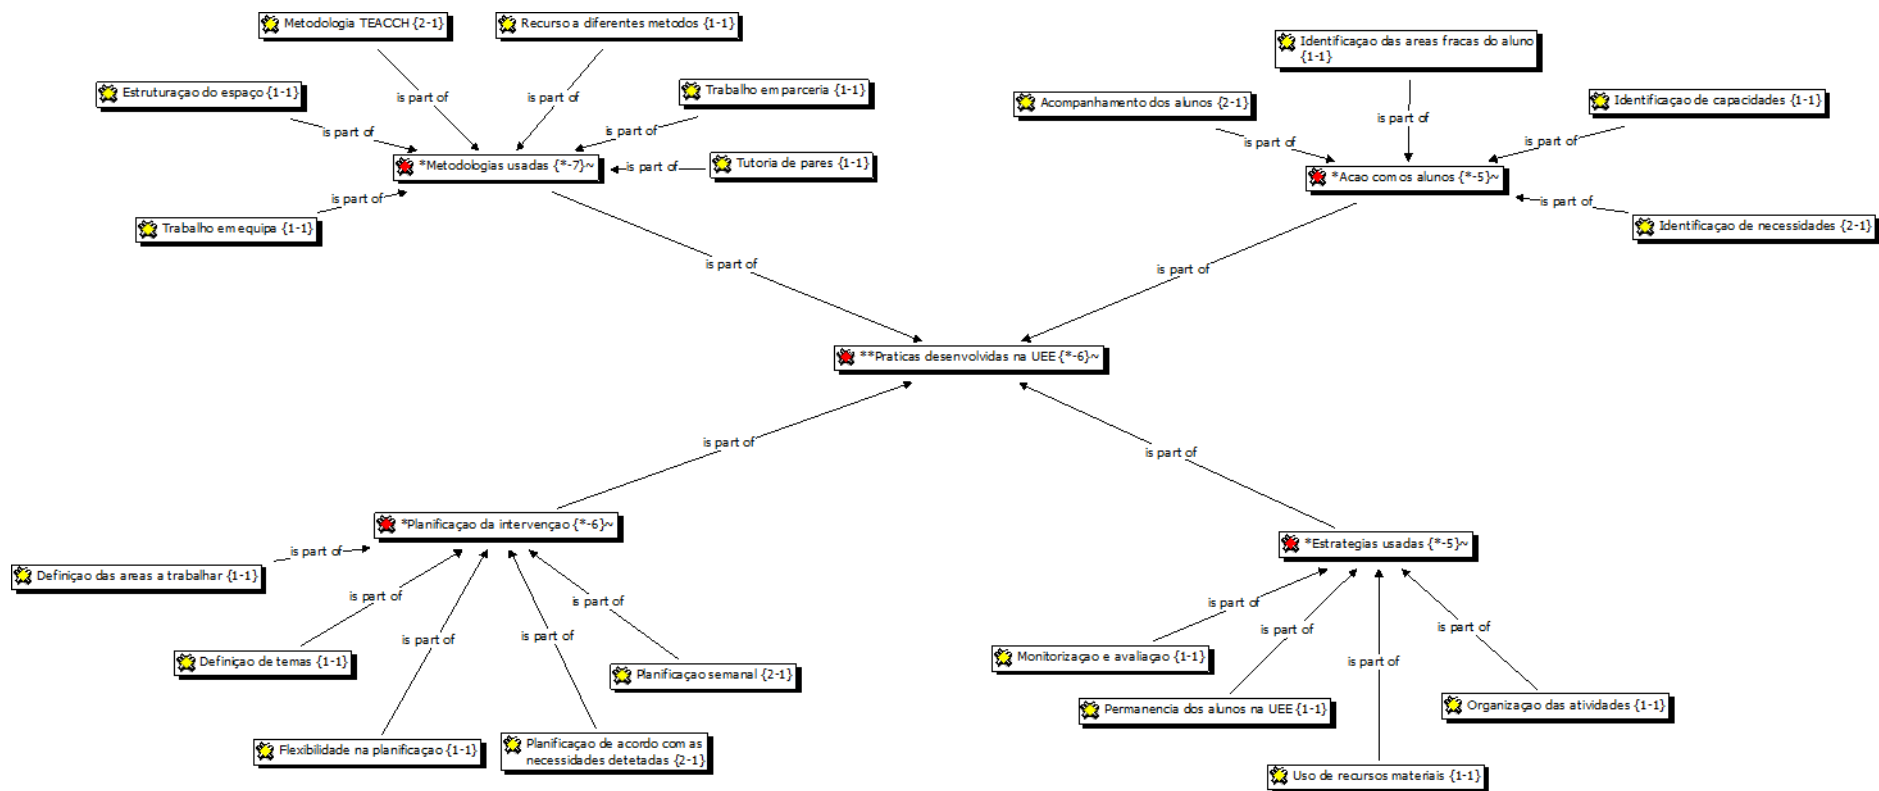 Metodologia TEACCH {2-1}
Recurso a diferentes metodos {1-1}
Identificaçao das areas fracas do aluno
{1-1}
Estruturaçao do espaço {1-1}
is part of
is part of
Trabalho em parceria {1-1}
Acompanhamento dos alunos {2-1}
Identificaçao de capacidades {1-1}
is part of
is part of
is part of
is part of
is part of
*Metodologias usadas {*-7}~
is part of
Tutoria de pares {1-1}
*Acao com os alunos {*-5}~
is part of
is part of
Trabalho em equipa {1-1}
Identificaçao de necessidades {2-1}
is part of
is part of
**Praticas desenvolvidas na UEE {*-6}~
is part of
is part of
*Planificaçao da intervençao {*-6}~
*Estrategias usadas {*-5}~
is part of
Definiçao das areas a trabalhar {1-1}
is part of
is part of
is part of
is part of
is part of
is part of
is part of
is part of
Definiçao de temas {1-1}
Planificaçao semanal {2-1}
Monitorizaçao e avaliaçao {1-1}
Permanencia dos alunos na UEE {1-1}
Organizaçao das atividades {1-1}
Flexibilidade na planificaçao {1-1}
Planificaçao de acordo com as
necessidades detetadas {2-1}
Uso de recursos materiais {1-1}